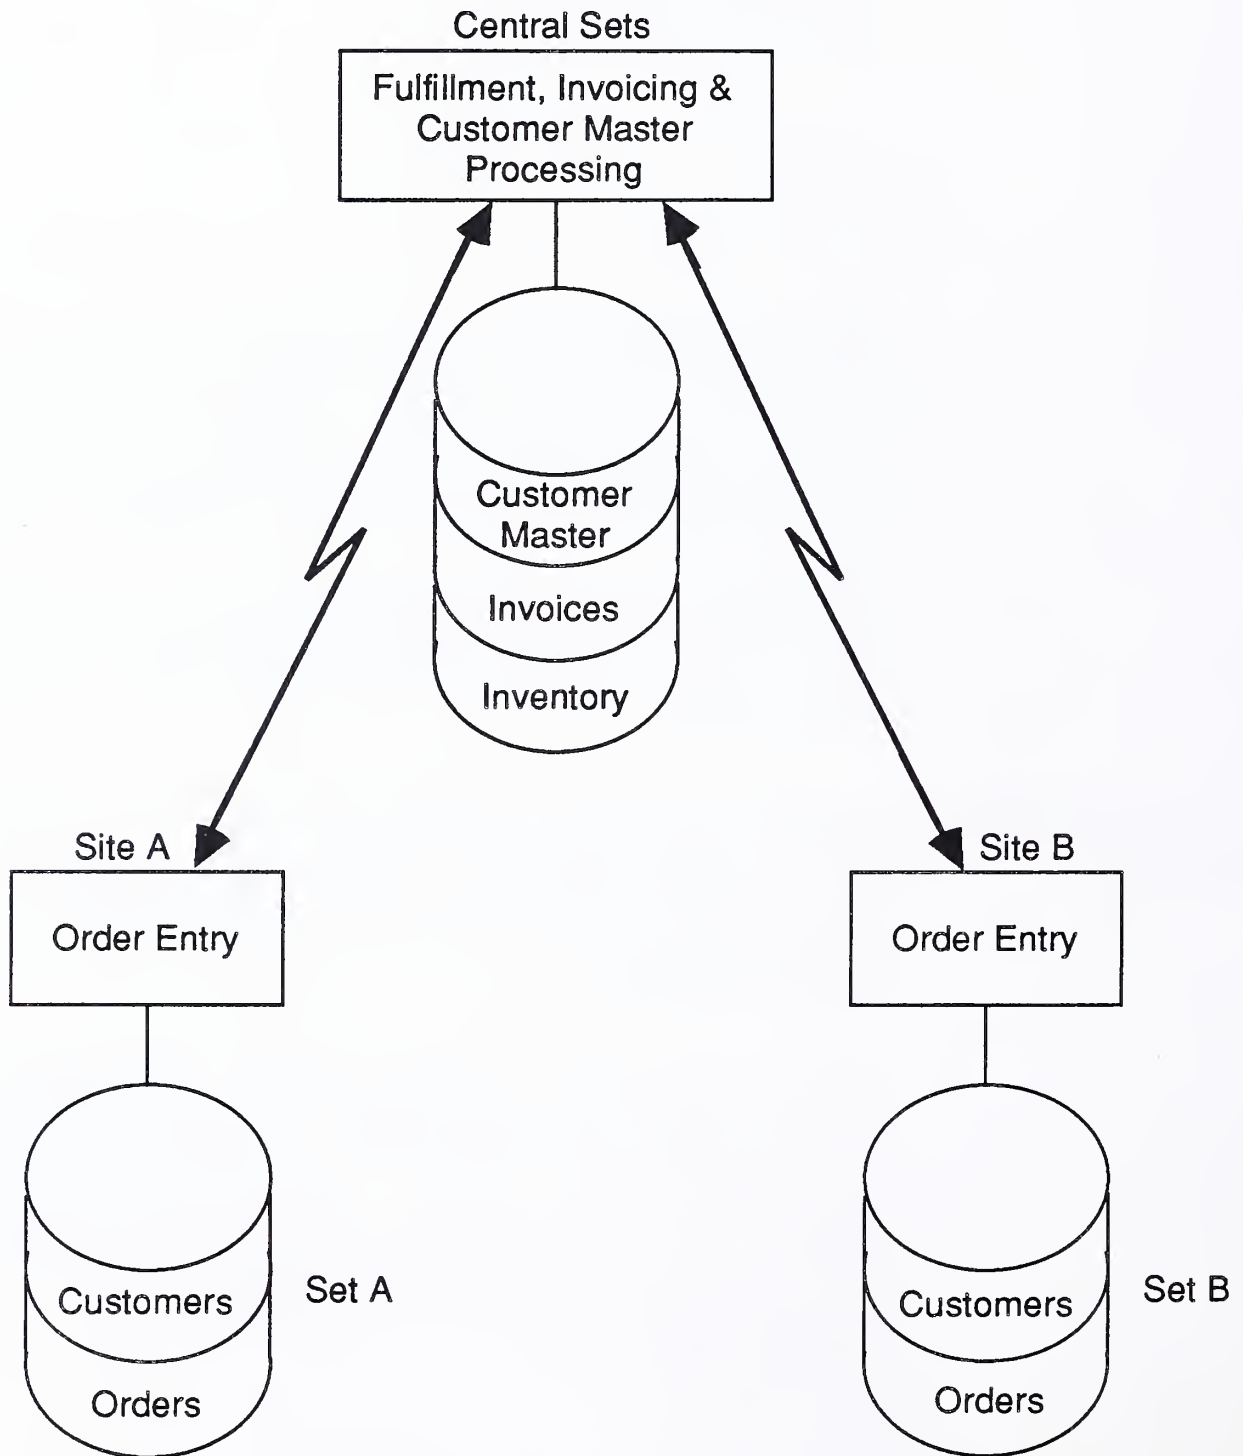 Central Sets
Fulfillment, Invoicing &
Customer Master
Processing
Customer
Master
Invoices
Inventory
Site A
Site B
Order Entry
Order Entry
Customers
Set A
Orders
Customers
Set B
Orders